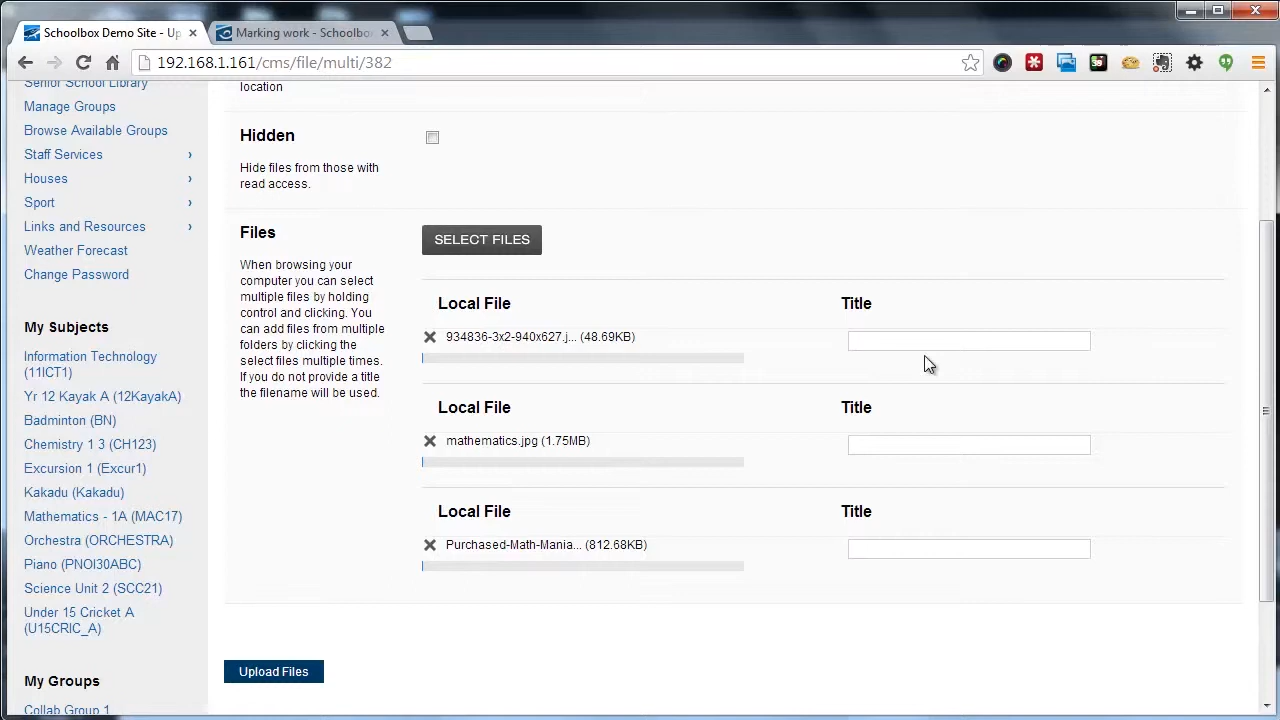 Schoolbox Demo Site - Up
Marking work - Schoolbo
192.168.1.161/cms/file/multi/382
Senior School Library
Manage Groups
Browse Available Groups
Staff Services
Houses
Sport
Links and Resources
Weather Forecast
Change Password
My Subjects
Information Technology
(11ICT1)
Yr 12 Kayak A (12KayakA)
Badminton (BN)
Chemistry 1 3 (CH123)
Excursion 1 (Excur1)
Kakadu (Kakadu)
Mathematics - 1A (MAC17)
Orchestra (ORCHESTRA)
Piano (PNOI30ABC)
Science Unit 2 (SCC21)
Under 15 Cricket A
(U15CRIC_A)
My Groups
Collab Group 1
location
Hidden
Hide files from those with
read access.
Files
When browsing your
computer you can select
multiple files by holding
control and clicking. You
can add files from multiple
folders by clicking the
select files multiple times.
If you do not provide a title
the filename will be used.
SELECT FILES
Local File Title
934836-3x2-940x627.j... (48.69KB)
Local File Title
mathematics.jpg (1.75MB)
Local File Title
Purchased-Math-Mania... (812.68KB)
Upload Files